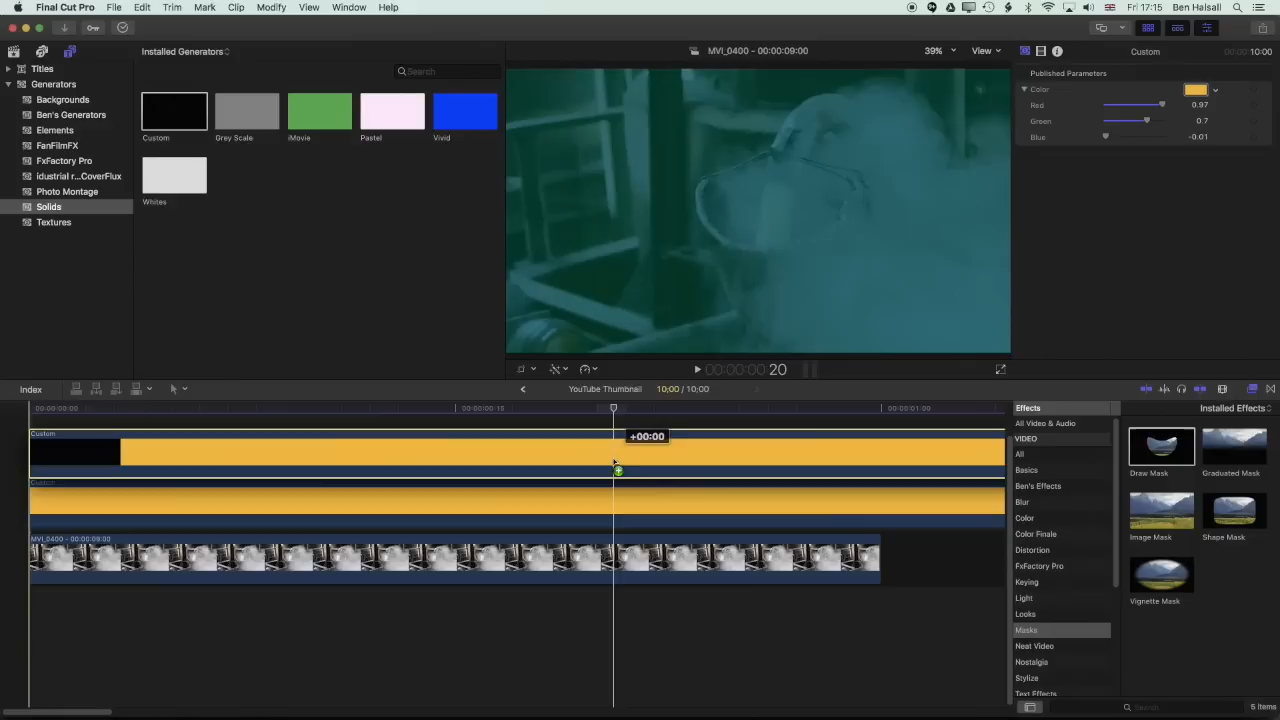 Final Cut Pro File Edit Trim Mark Clip Modify View Window Help Fri 17:15 Ben Halsall
Installed Generators MVI_0400 - 00:00:09:00 39% View Custom 10:00
Titles
Generators
Backgrounds
Ben's Generators
Elements
FanFilmFX
FxFactory Pro
idustrial r...CoverFlux
Photo Montage
Solids
Textures
Search
Custom Grey Scale iMovie Pastel Vivid
Whites
Published Parameters
Color
Red 0.97
Green 0.7
Blue -0.01
20
Index YouTube Thumbnail 10;00 / 10;00
00:00:00:00 00:00:00:15 00:00:01:00
Custom
+00:00
Custom
MVI_0400 - 00:00:09:00
Effects Installed Effects
All Video & Audio
VIDEO
All
Basics
Ben's Effects
Blur
Color
Color Finale
Distortion
FxFactory Pro
Keying
Light
Looks
Masks
Neat Video
Nostalgia
Stylize
Text Effects
Draw Mask Graduated Mask
Image Mask Shape Mask
Vignette Mask
Search
5 Items